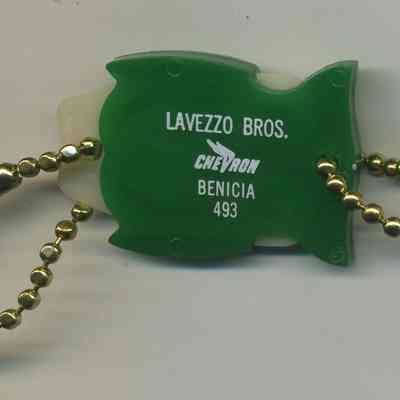 LAVEZZO BROS.
CHEVRON
BENICIA
493